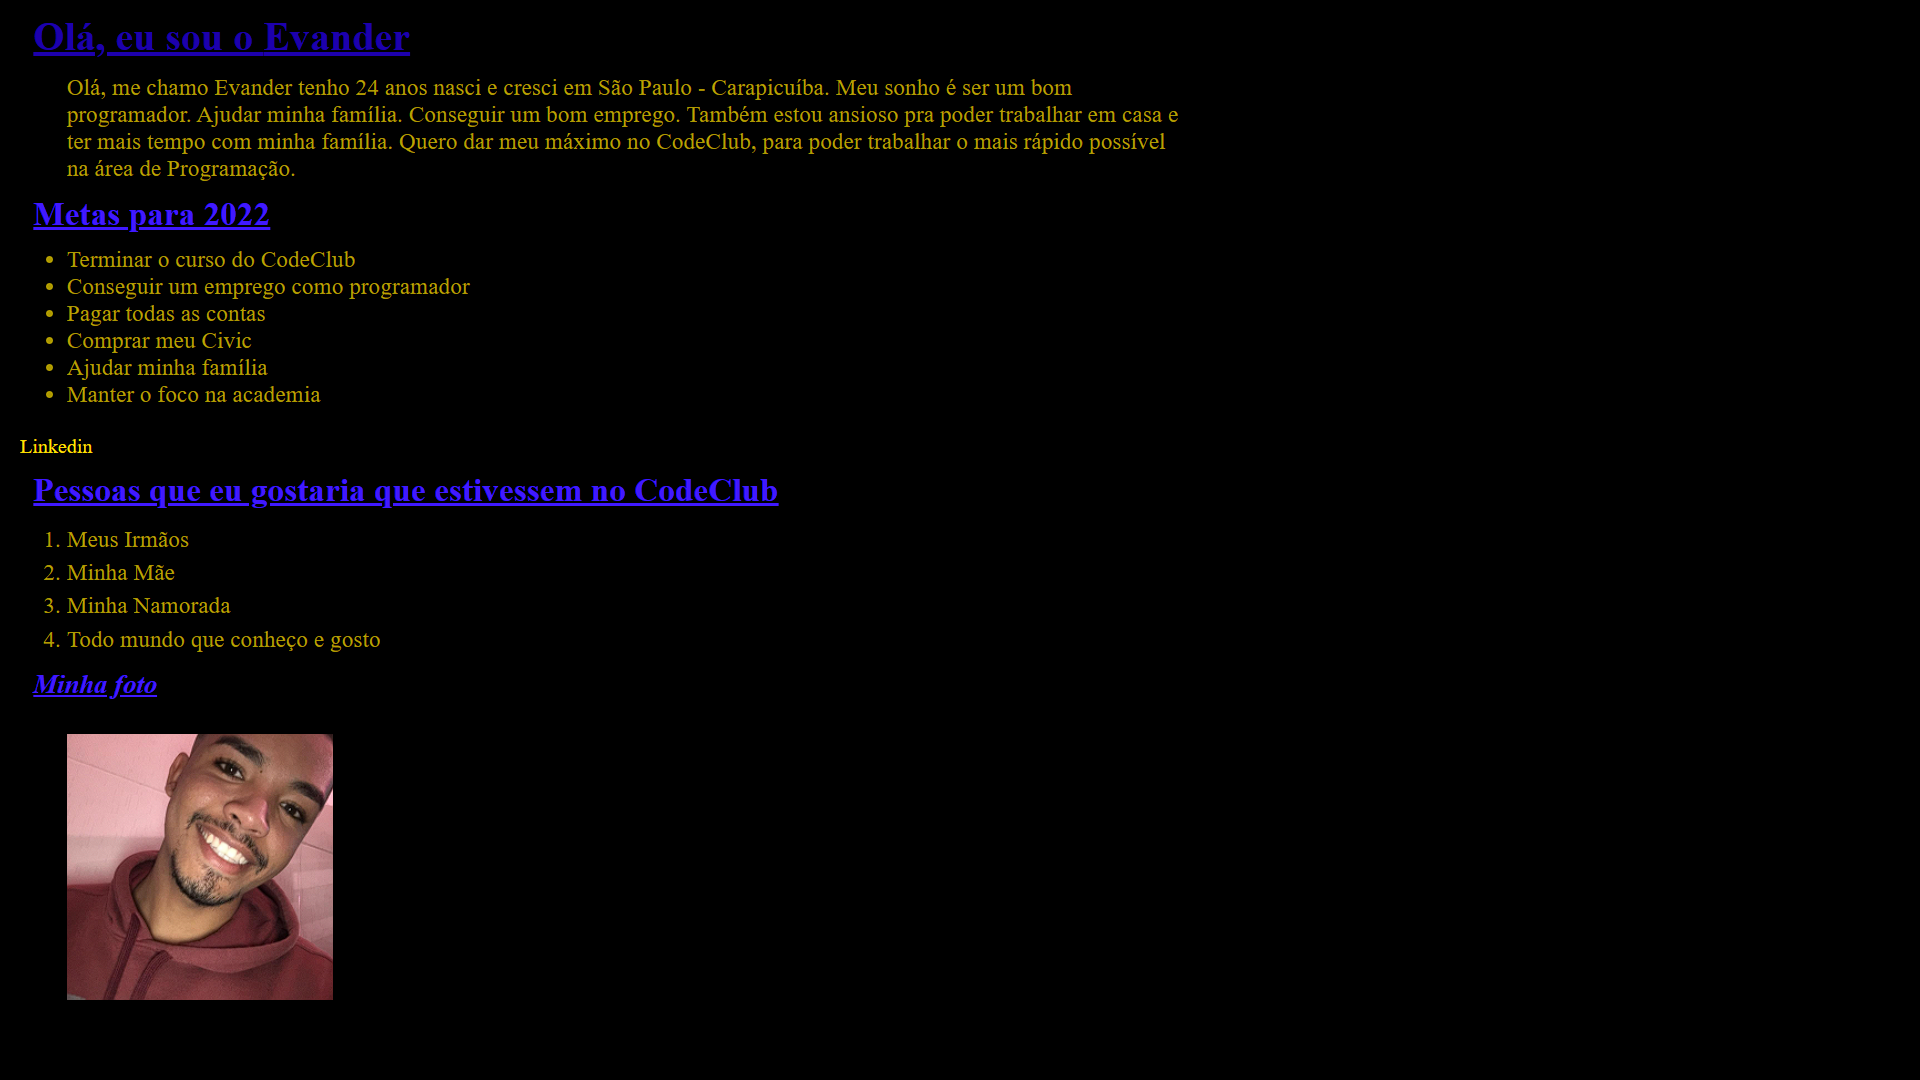 Olá, eu sou o Evander
Olá, me chamo Evander tenho 24 anos nasci e cresci em São Paulo - Carapicuíba. Meu sonho é ser um bom
programador. Ajudar minha família. Conseguir um bom emprego. Também estou ansioso pra poder trabalhar em casa e
ter mais tempo com minha família. Quero dar meu máximo no CodeClub, para poder trabalhar o mais rápido possível
na área de Programação.
Metas para 2022
• Terminar o curso do CodeClub
• Conseguir um emprego como programador
• Pagar todas as contas
• Comprar meu Civic
• Ajudar minha família
• Manter o foco na academia
Linkedin
Pessoas que eu gostaria que estivessem no CodeClub
1. Meus Irmãos
2. Minha Mãe
3. Minha Namorada
4. Todo mundo que conheço e gosto
Minha foto